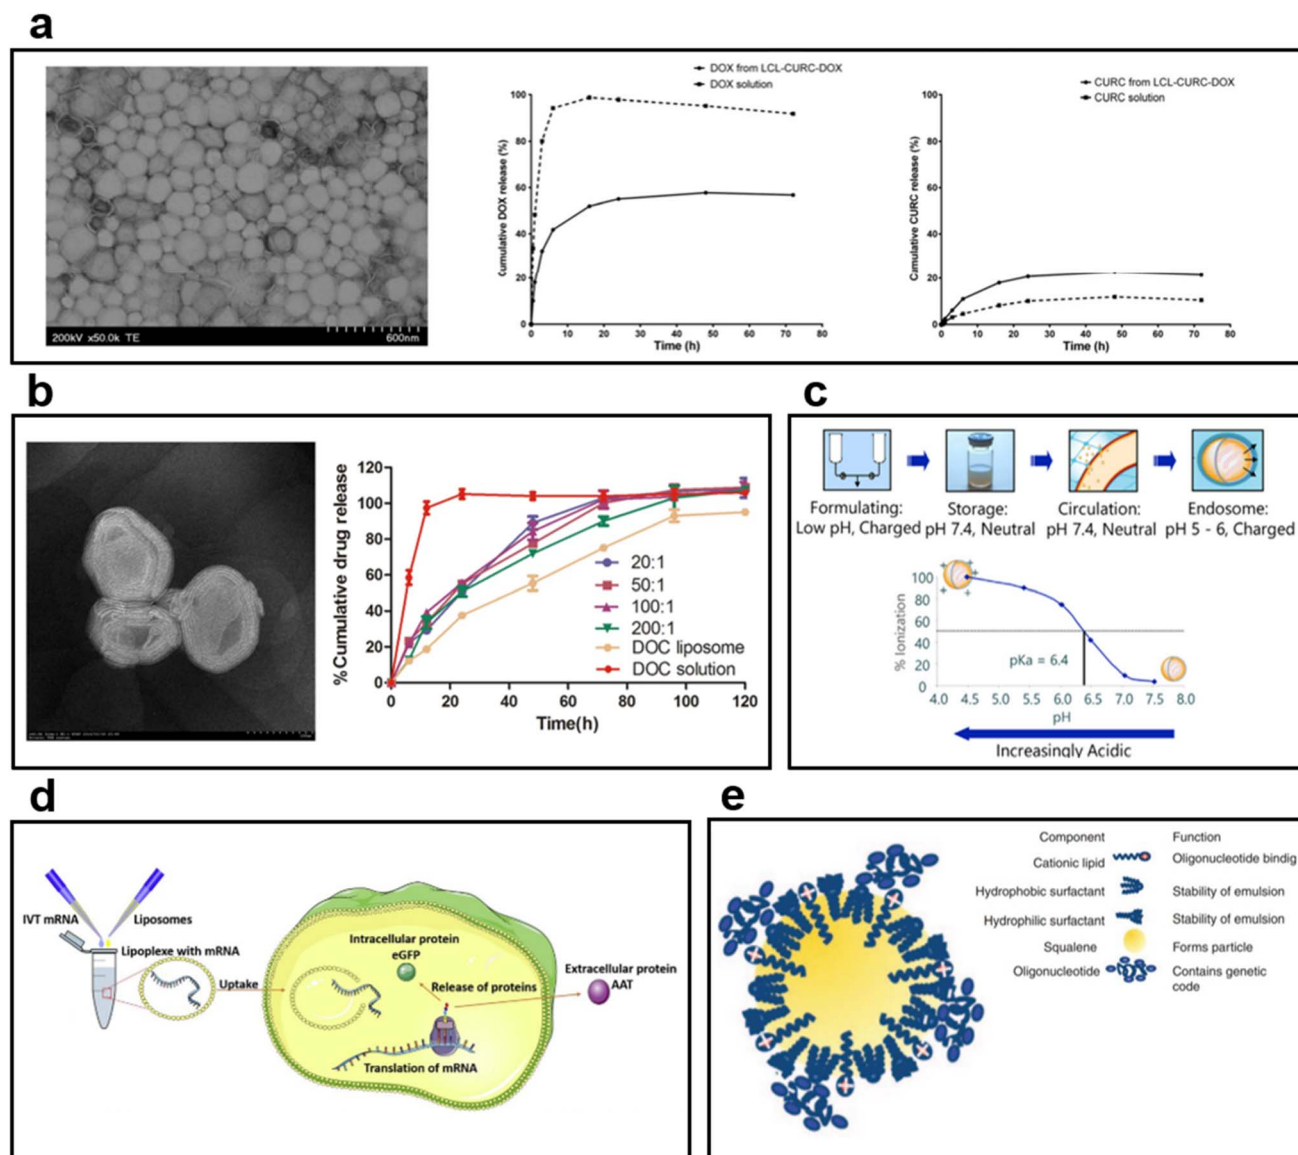 a
200kV x50.0k TE
600nm
DOX from LCL-CURC-DOX
DOX solution
Cumulative DOX release (%)
100
80
60
40
20
0
0 10 20 30 40 50 60 70 80
Time (h)
CURC from LCL-CURC-DOX
CURC solution
Cumulative CURC release (%)
100
80
60
40
20
0
0 10 20 30 40 50 60 70 80
Time (h)
b
%Cumulative drug release
120
100
80
60
40
20
0
0 20 40 60 80 100 120
Time(h)
20:1
50:1
100:1
200:1
DOC liposome
DOC solution
c
Formulating:
Low pH, Charged
Storage:
pH 7.4, Neutral
Circulation:
pH 7.4, Neutral
Endosome:
pH 5 - 6, Charged
% Ionization
100
80
60
40
20
0
pKa = 6.4
4.0 4.5 5.0 5.5 6.0 6.5 7.0 7.5 8.0
pH
Increasingly Acidic
d
IVT mRNA
Liposomes
Lipoplexe with mRNA
Uptake
Intracellular protein
eGFP
Release of proteins
Translation of mRNA
Extracellular protein
AAT
e
Component Function
Cationic lipid Oligonucleotide bindig
Hydrophobic surfactant Stability of emulsion
Hydrophilic surfactant Stability of emulsion
Squalene Forms particle
Oligonucleotide Contains genetic
code